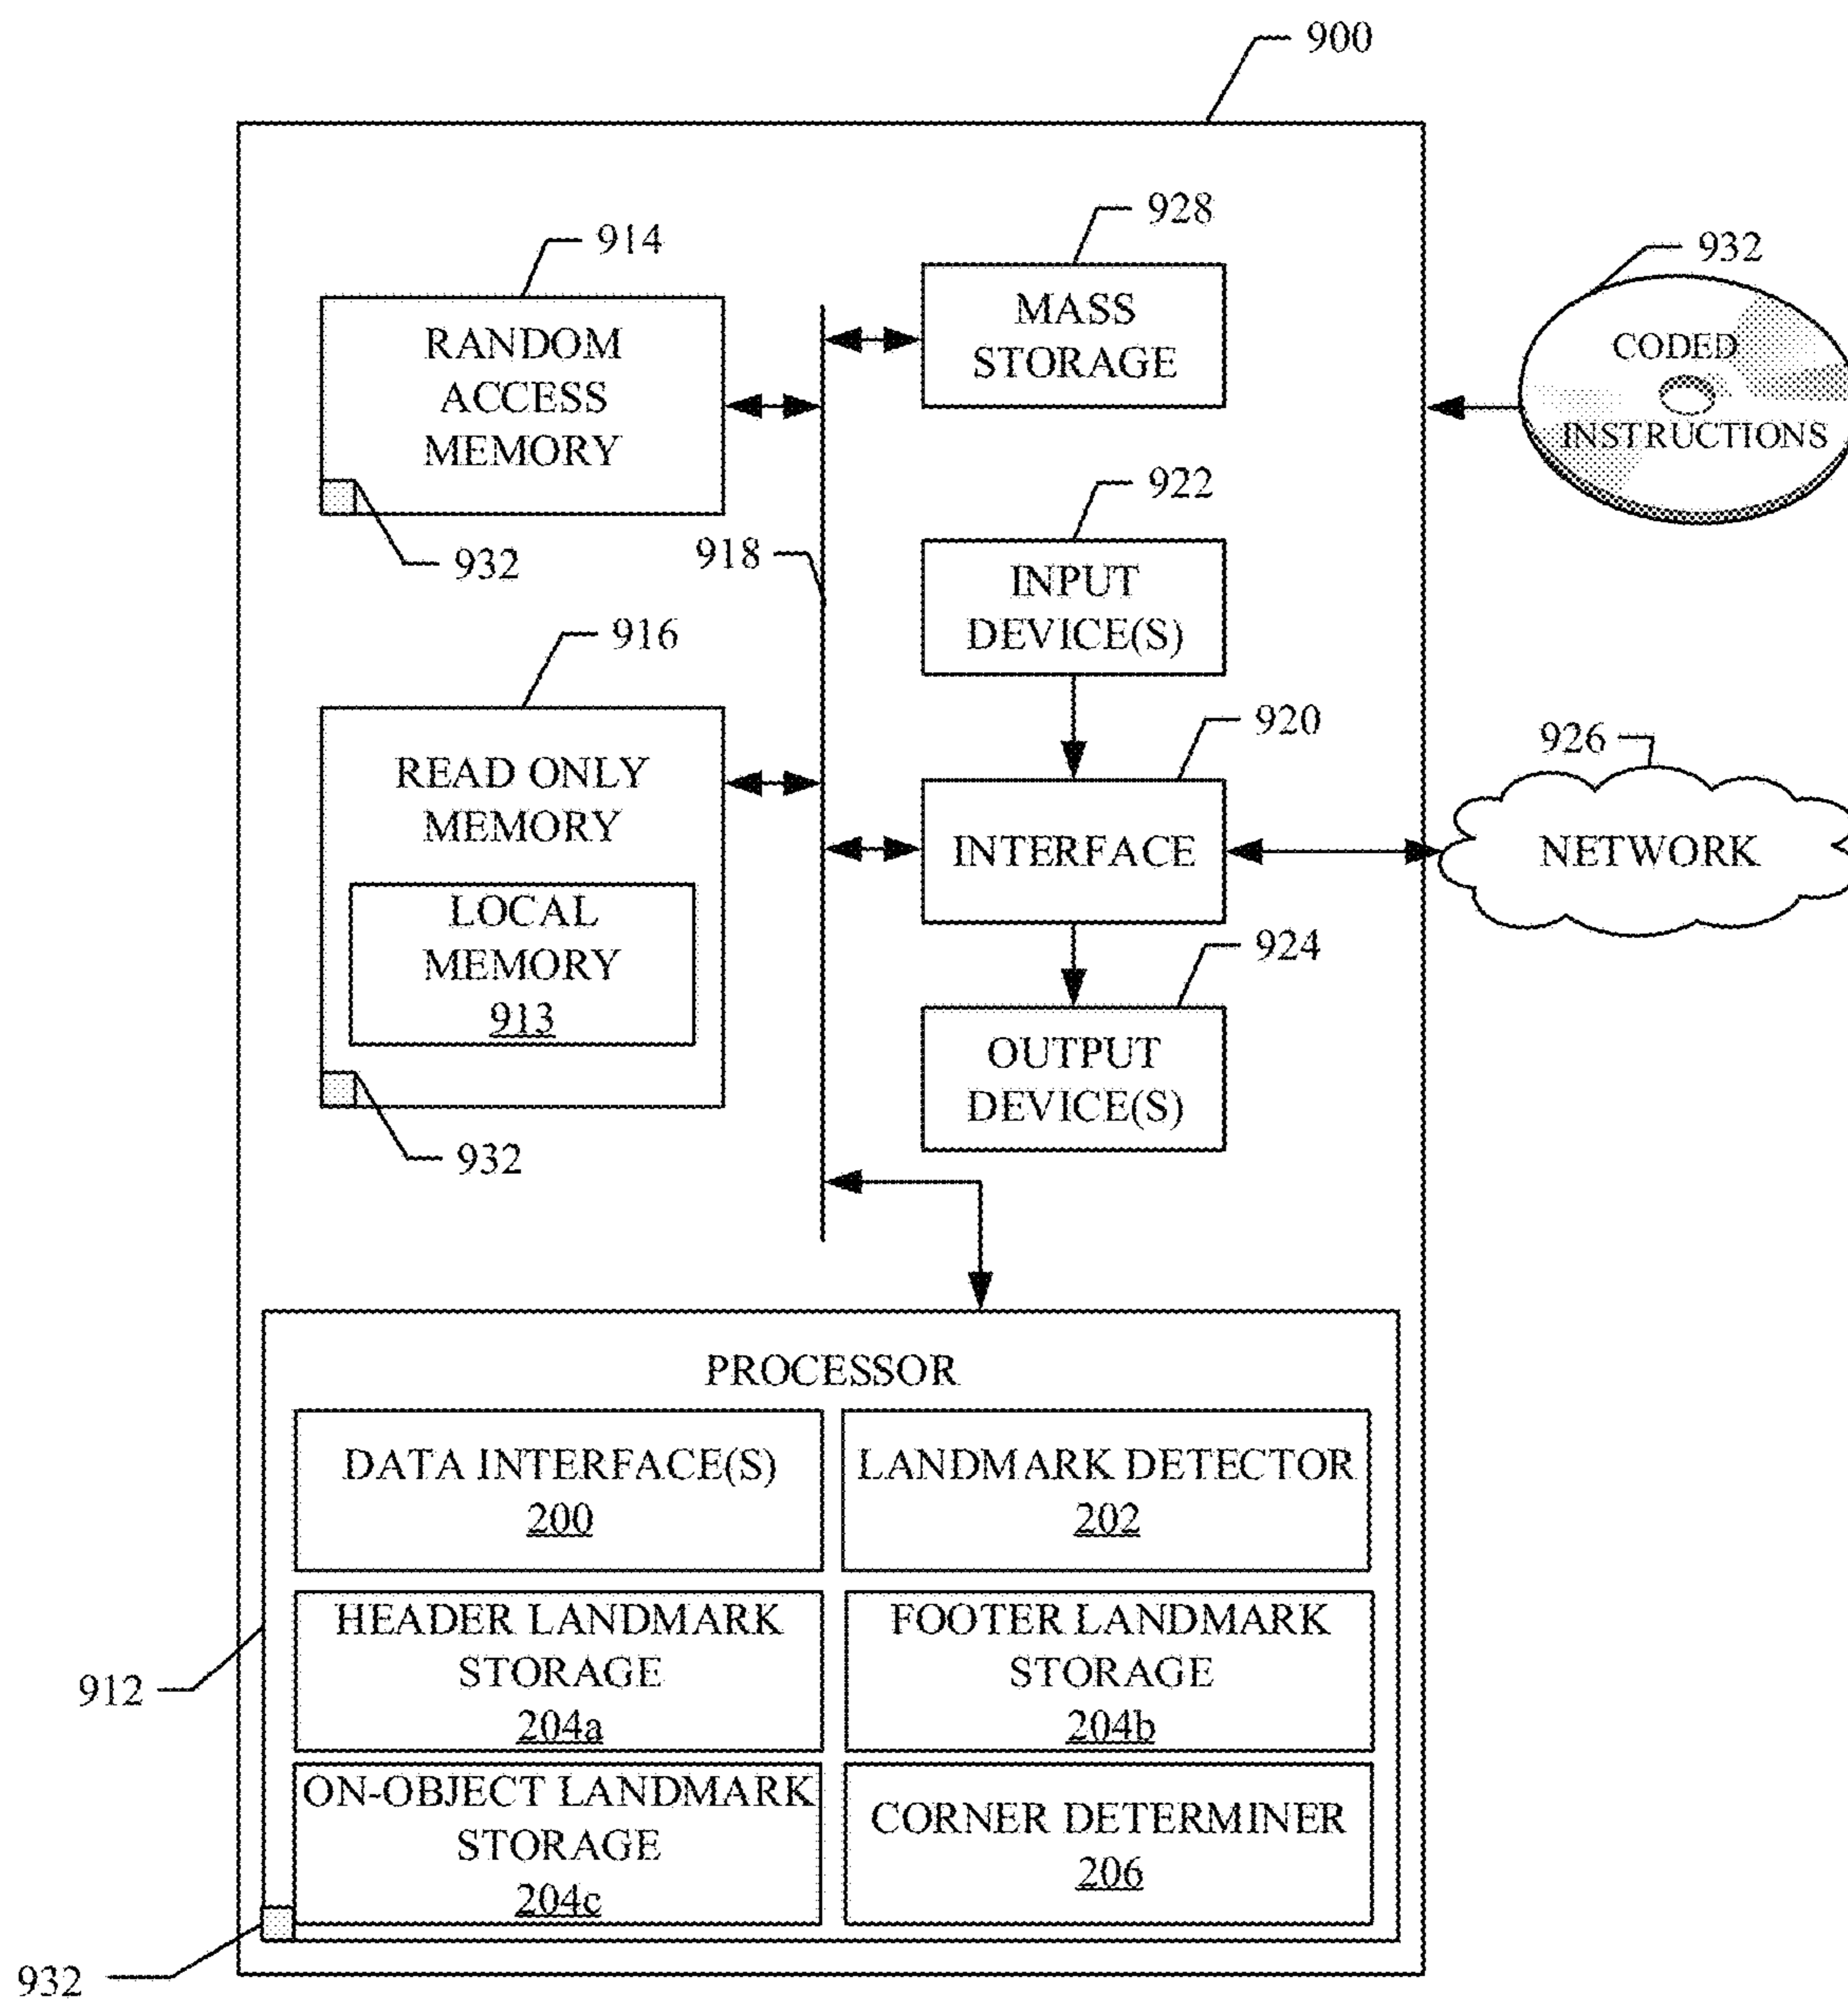 900
928
914
932
MASS
STORAGE
RANDOM
ACCESS
MEMORY
CODED
INSTRUCTIONS
922
918
932
INPUT
DEVICE(S)
916
920
926
READ ONLY
MEMORY
INTERFACE
NETWORK
LOCAL
MEMORY
913
924
OUTPUT
DEVICE(S)
932
PROCESSOR
DATA INTERFACE(S)
200
LANDMARK DETECTOR
202
HEADER LANDMARK
STORAGE
204a
FOOTER LANDMARK
STORAGE
204b
912
ON-OBJECT LANDMARK
STORAGE
204c
CORNER DETERMINER
206
932